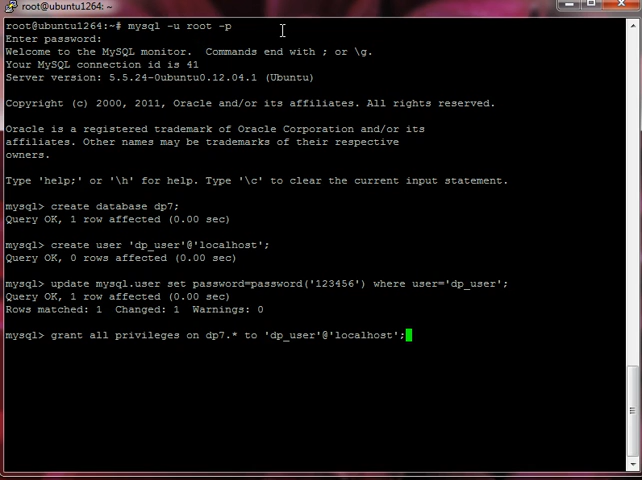 root@ubuntu1264: ~
root@ubuntu1264:~# mysql -u root -p
Enter password:
Welcome to the MySQL monitor.  Commands end with ; or \g.
Your MySQL connection id is 41
Server version: 5.5.24-0ubuntu0.12.04.1 (Ubuntu)
Copyright (c) 2000, 2011, Oracle and/or its affiliates. All rights reserved.
Oracle is a registered trademark of Oracle Corporation and/or its
affiliates. Other names may be trademarks of their respective
owners.
Type 'help;' or '\h' for help. Type '\c' to clear the current input statement.
mysql> create database dp7;
Query OK, 1 row affected (0.00 sec)
mysql> create user 'dp_user'@'localhost';
Query OK, 0 rows affected (0.00 sec)
mysql> update mysql.user set password=password('123456') where user='dp_user';
Query OK, 1 row affected (0.00 sec)
Rows matched: 1  Changed: 1  Warnings: 0
mysql> grant all privileges on dp7.* to 'dp_user'@'localhost';